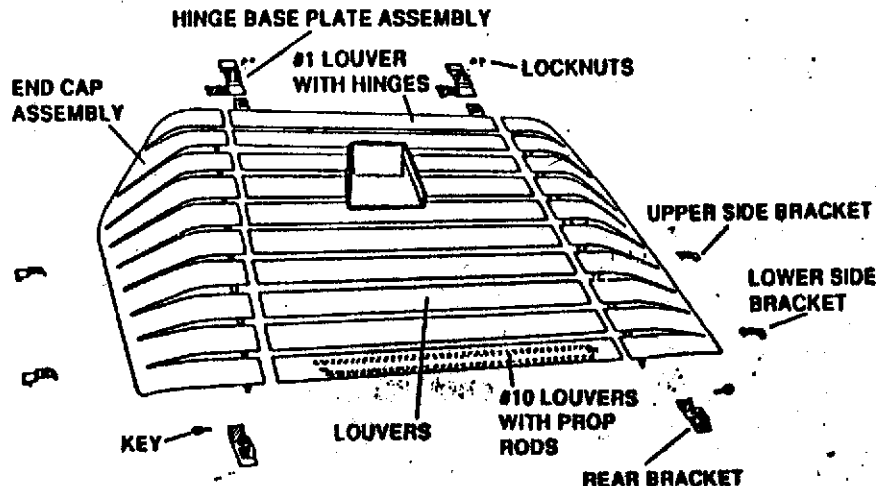 HINGE BASE PLATE ASSEMBLY
#1 LOUVER
WITH HINGES
LOCKNUTS
END CAP
ASSEMBLY
UPPER SIDE BRACKET
LOWER SIDE
BRACKET
#10 LOUVERS
WITH PROP
RODS
LOUVERS
KEY
REAR BRACKET